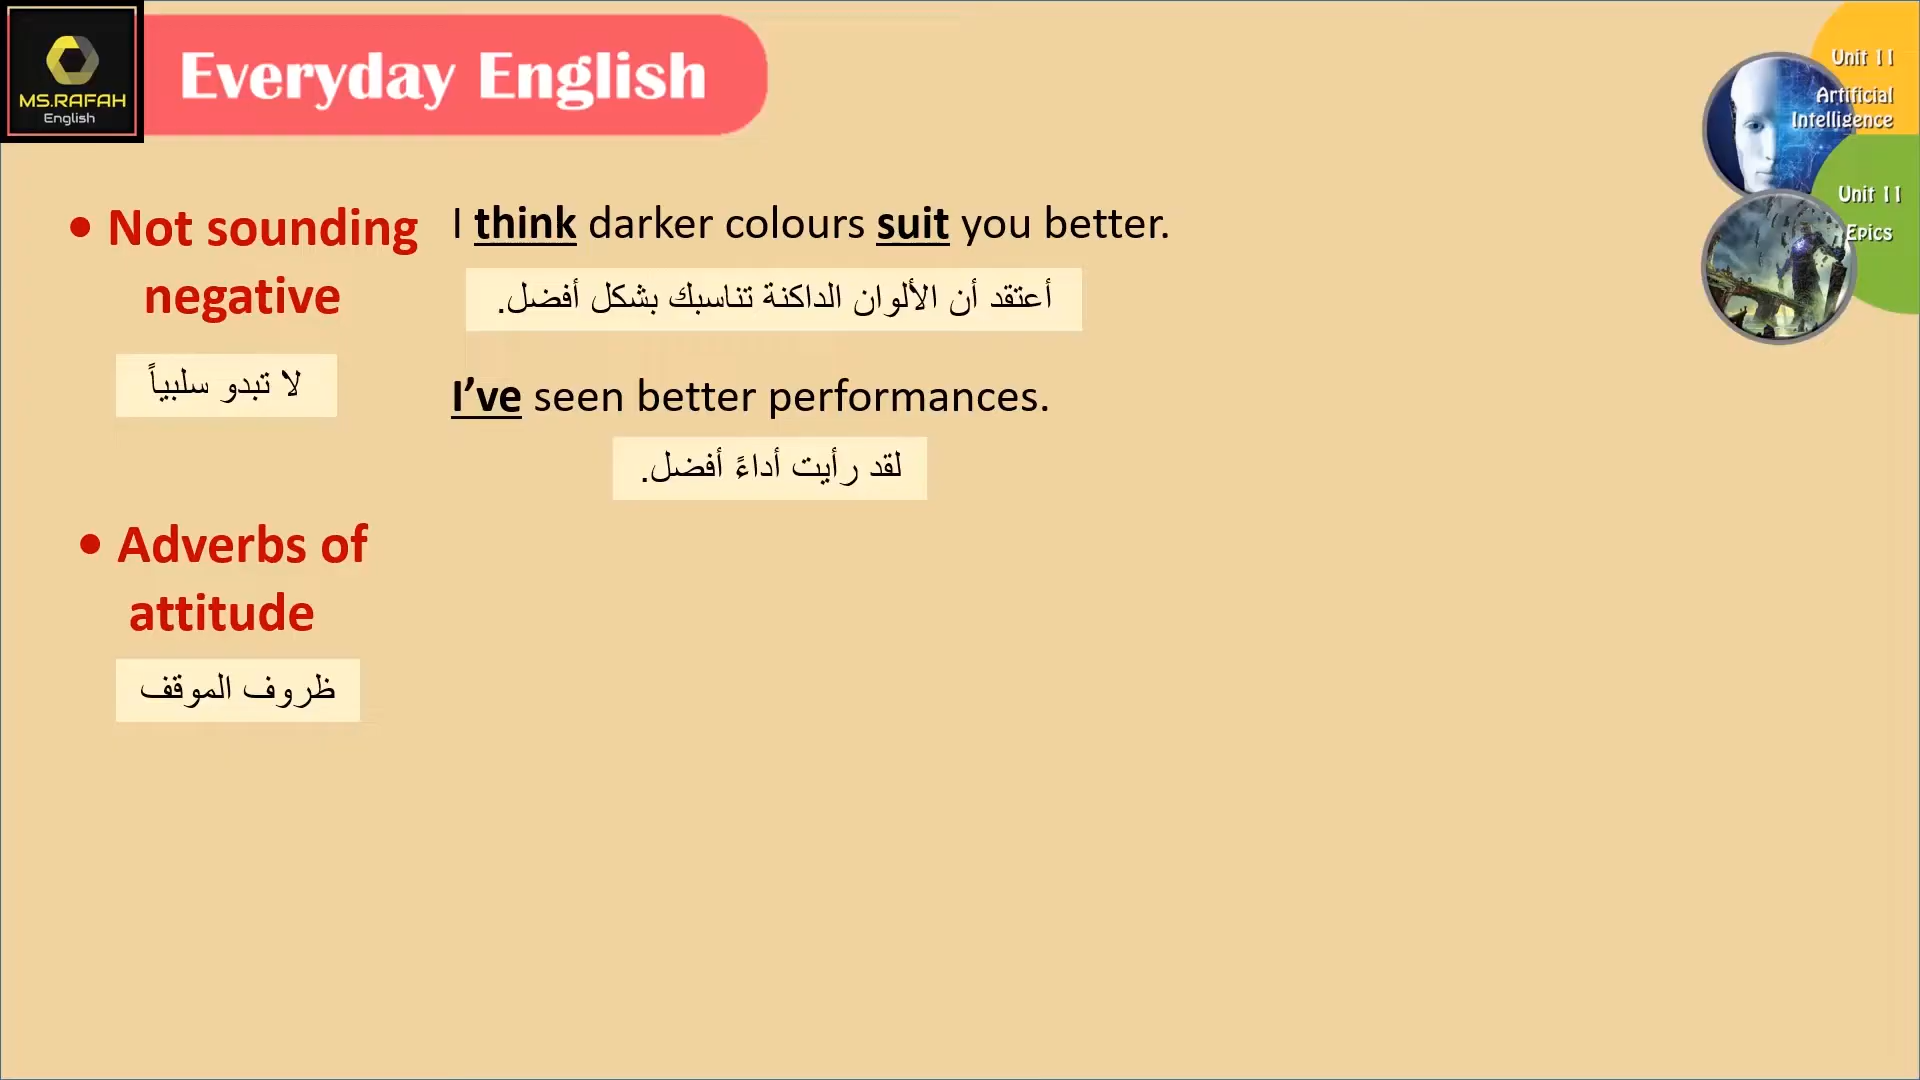 MS.RAFAH
English
Everyday English
Unit 11
Artificial
Intelligence
Unit 11
Epics
• Not sounding
negative
لا تبدو سلبياً
I think darker colours suit you better.
أعتقد أن الألوان الداكنة تناسبك بشكل أفضل.
I’ve seen better performances.
لقد رأيت أداءً أفضل.
• Adverbs of
attitude
ظروف الموقف